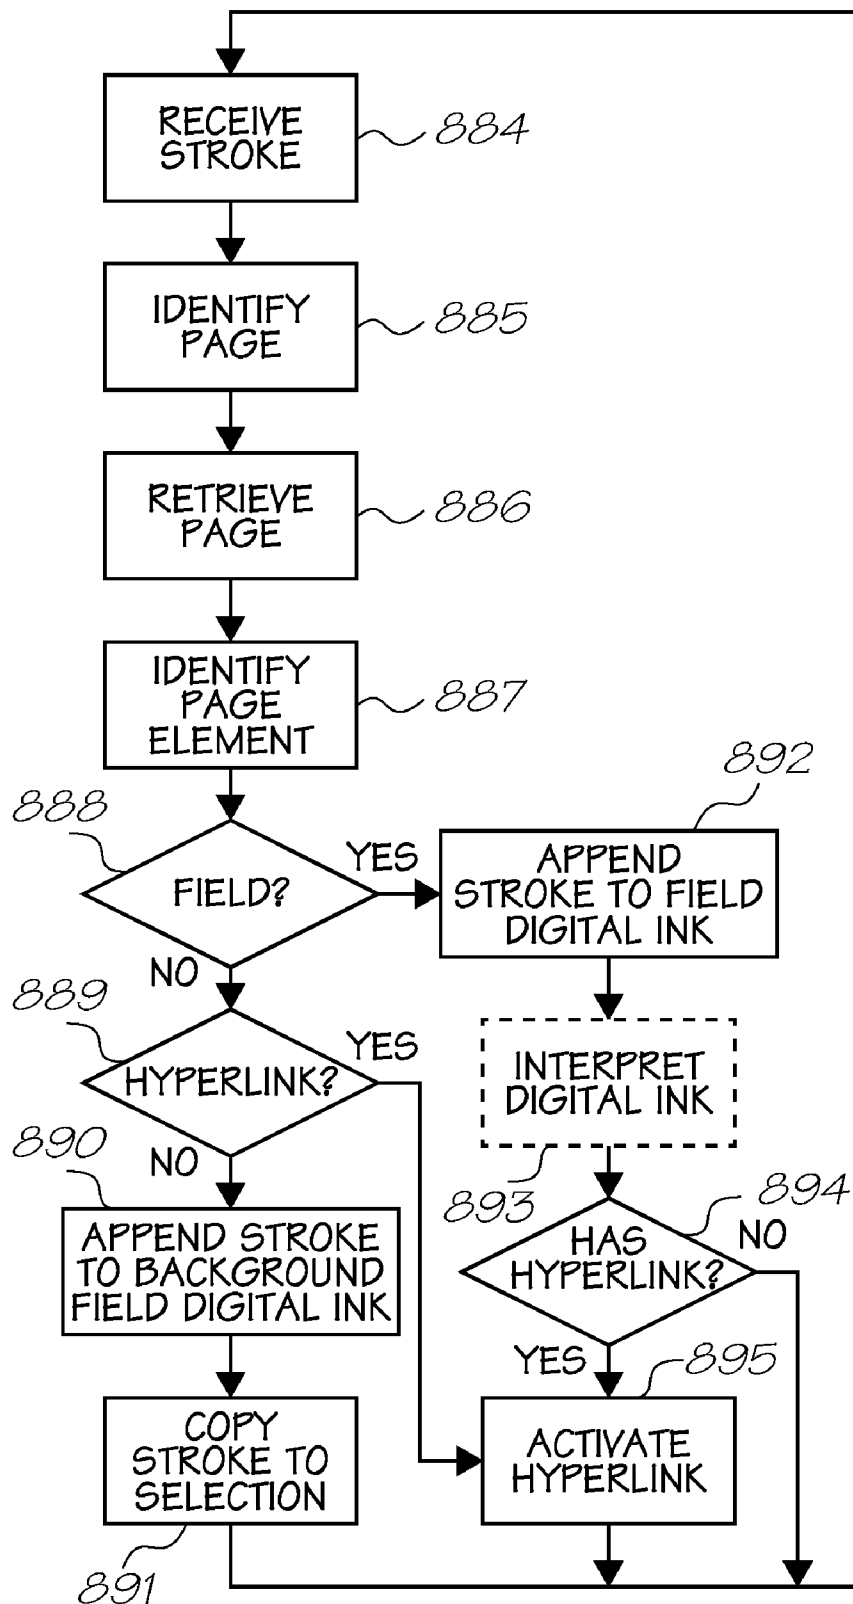 RECEIVE
STROKE
884
IDENTIFY
PAGE
885
RETRIEVE
PAGE
886
IDENTIFY
PAGE
ELEMENT
887
888
FIELD?
YES
NO
892
APPEND
STROKE TO FIELD
DIGITAL INK
889
HYPERLINK?
YES
NO
INTERPRET
DIGITAL INK
893
890
APPEND STROKE
TO BACKGROUND
FIELD DIGITAL INK
894
HAS
HYPERLINK?
NO
YES
COPY
STROKE TO
SELECTION
891
895
ACTIVATE
HYPERLINK